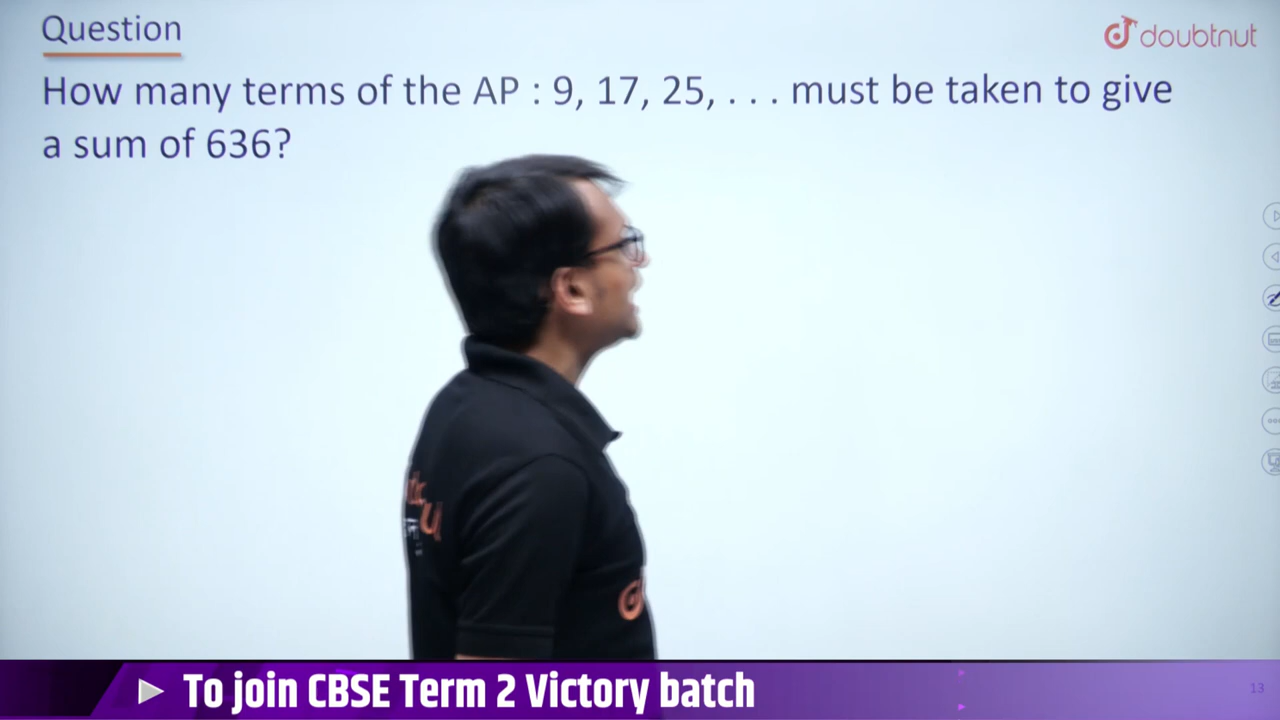 Question
doubtnut
How many terms of the AP : 9, 17, 25, . . . must be taken to give
a sum of 636?
To join CBSE Term 2 Victory batch
13